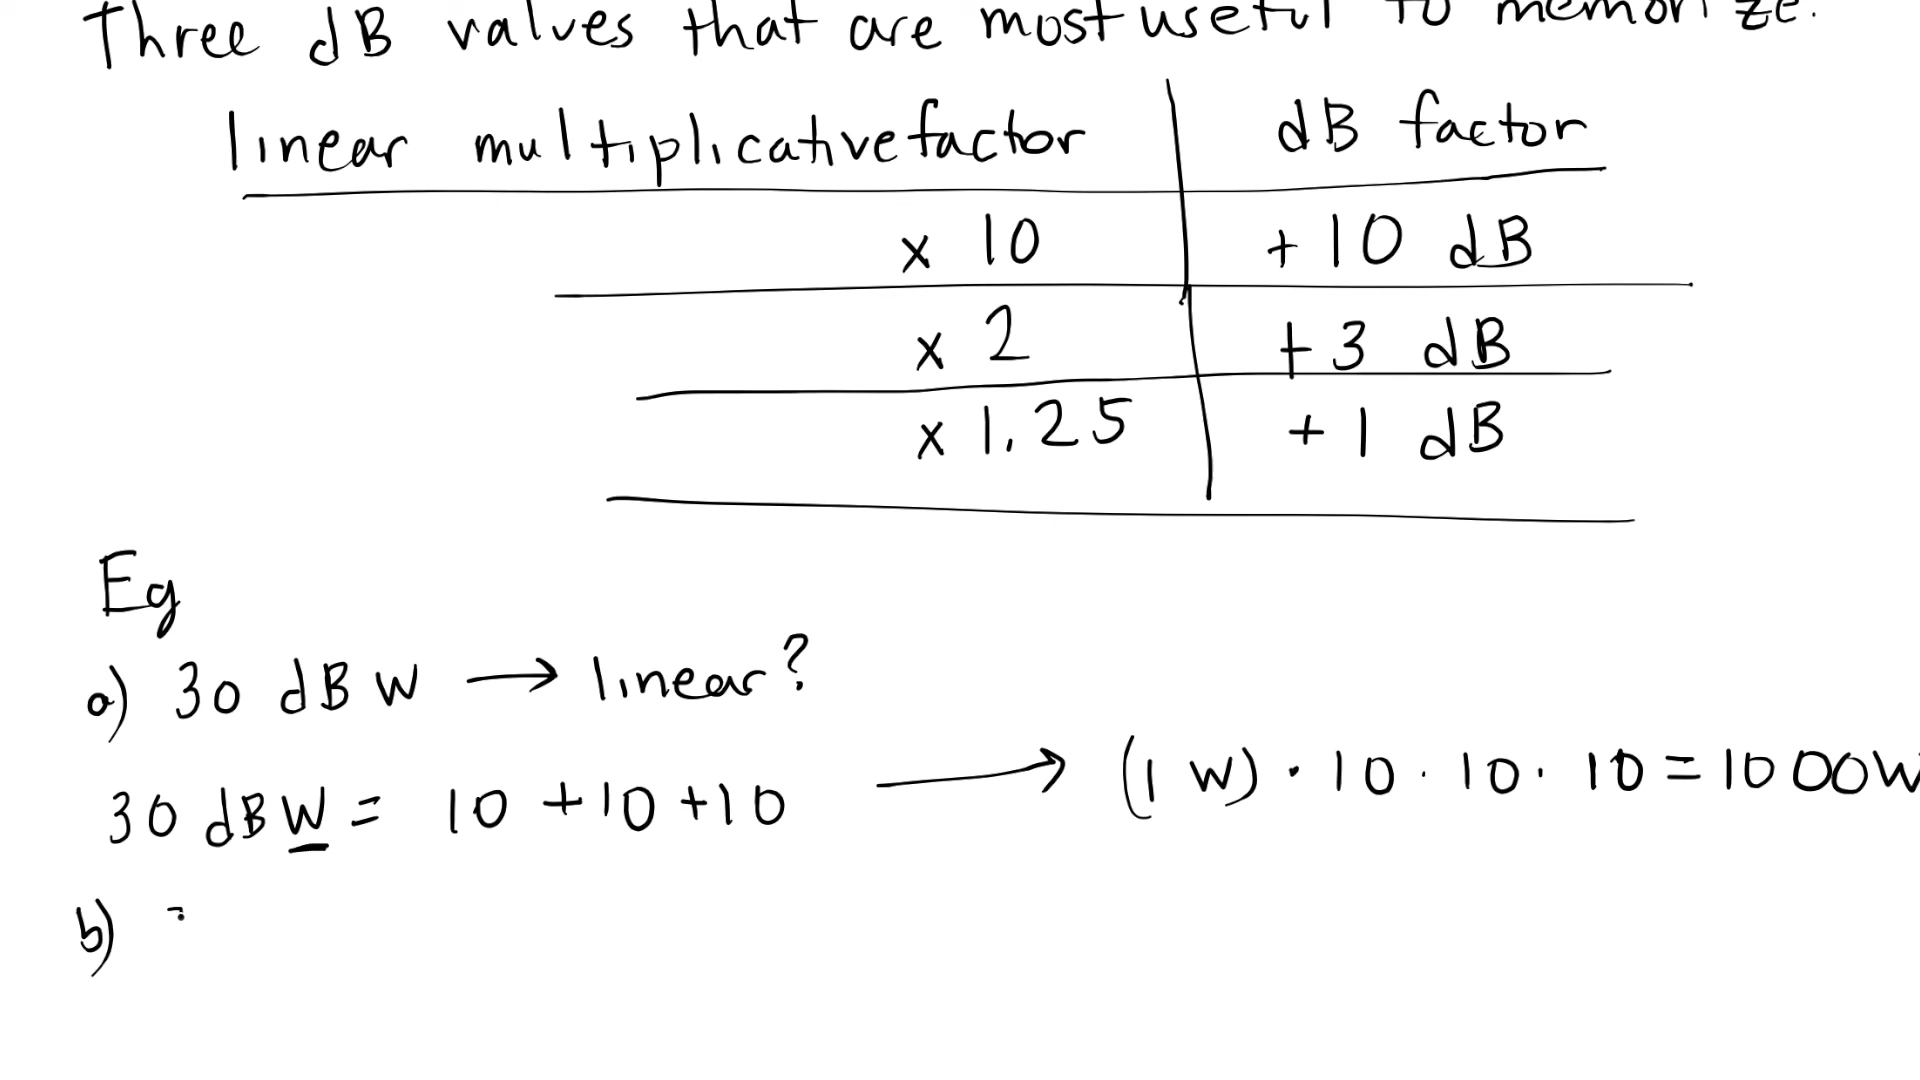 Three dB values that are most useful to memorize:
linear multiplicative factor dB factor
x 10 + 10 dB
x 2 + 3 dB
x 1.25 + 1 dB
Eg
a) 30 dBW → linear?
30 dBW = 10 + 10 + 10 → (1 W) · 10 · 10 · 10 = 1000W
b)